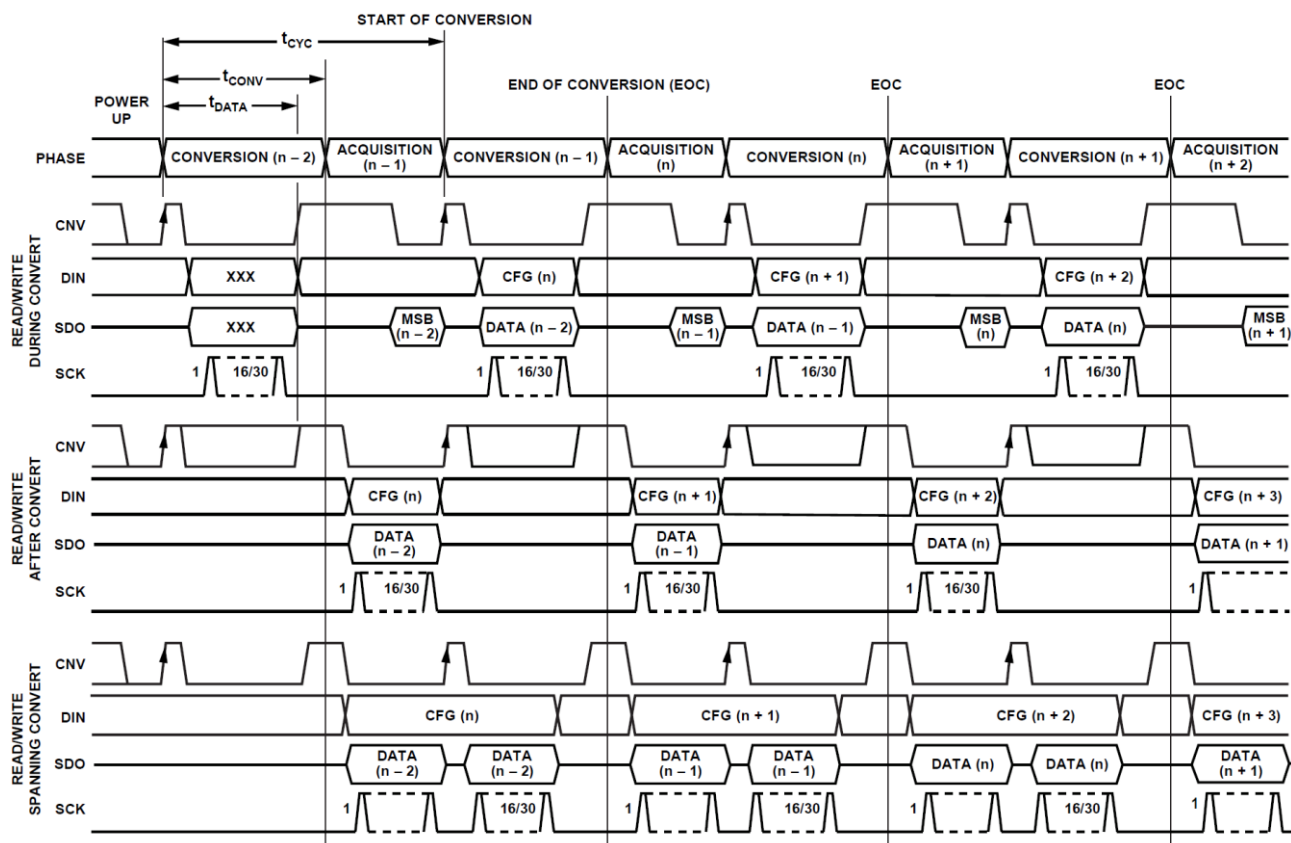 START OF CONVERSION
tCYC
tCONV
END OF CONVERSION (EOC)
EOC
EOC
POWER
UP
tDATA
PHASE
CONVERSION (n – 2)
ACQUISITION
(n – 1)
CONVERSION (n – 1)
ACQUISITION
(n)
CONVERSION (n)
ACQUISITION
(n + 1)
CONVERSION (n + 1)
ACQUISITION
(n + 2)
READ/WRITE
DURING CONVERT
CNV
DIN
XXX
CFG (n)
CFG (n + 1)
CFG (n + 2)
SDO
XXX
MSB
(n – 2)
DATA (n – 2)
MSB
(n – 1)
DATA (n – 1)
MSB
(n)
DATA (n)
MSB
(n + 1)
SCK
1
16/30
1
16/30
1
16/30
1
16/30
READ/WRITE
AFTER CONVERT
CNV
DIN
CFG (n)
CFG (n + 1)
CFG (n + 2)
CFG (n + 3)
SDO
DATA
(n – 2)
DATA
(n – 1)
DATA (n)
DATA (n + 1)
SCK
1
16/30
1
16/30
1
16/30
1
READ/WRITE
SPANNING CONVERT
CNV
DIN
CFG (n)
CFG (n + 1)
CFG (n + 2)
CFG (n + 3)
SDO
DATA
(n – 2)
DATA
(n – 2)
DATA
(n – 1)
DATA
(n – 1)
DATA (n)
DATA (n)
DATA
(n + 1)
SCK
1
16/30
1
16/30
1
16/30
1